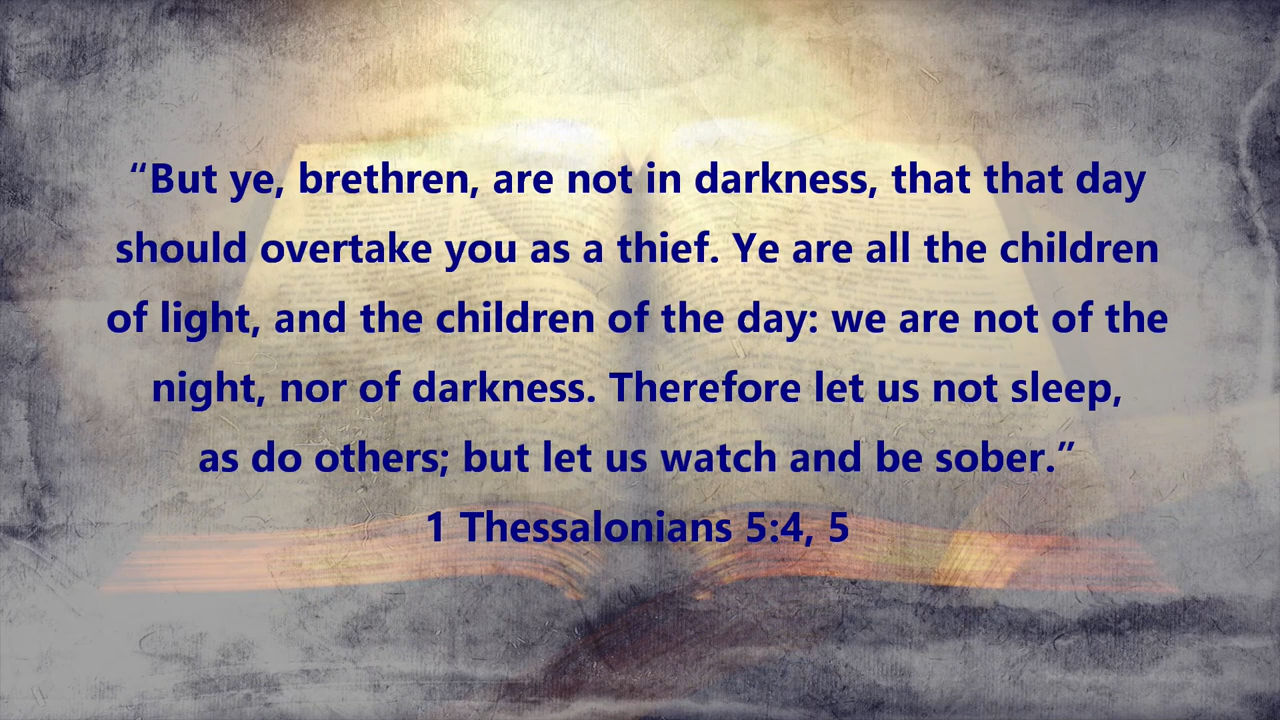 “But ye, brethren, are not in darkness, that that day
should overtake you as a thief. Ye are all the children
of light, and the children of the day: we are not of the
night, nor of darkness. Therefore let us not sleep,
as do others; but let us watch and be sober.”
1 Thessalonians 5:4, 5